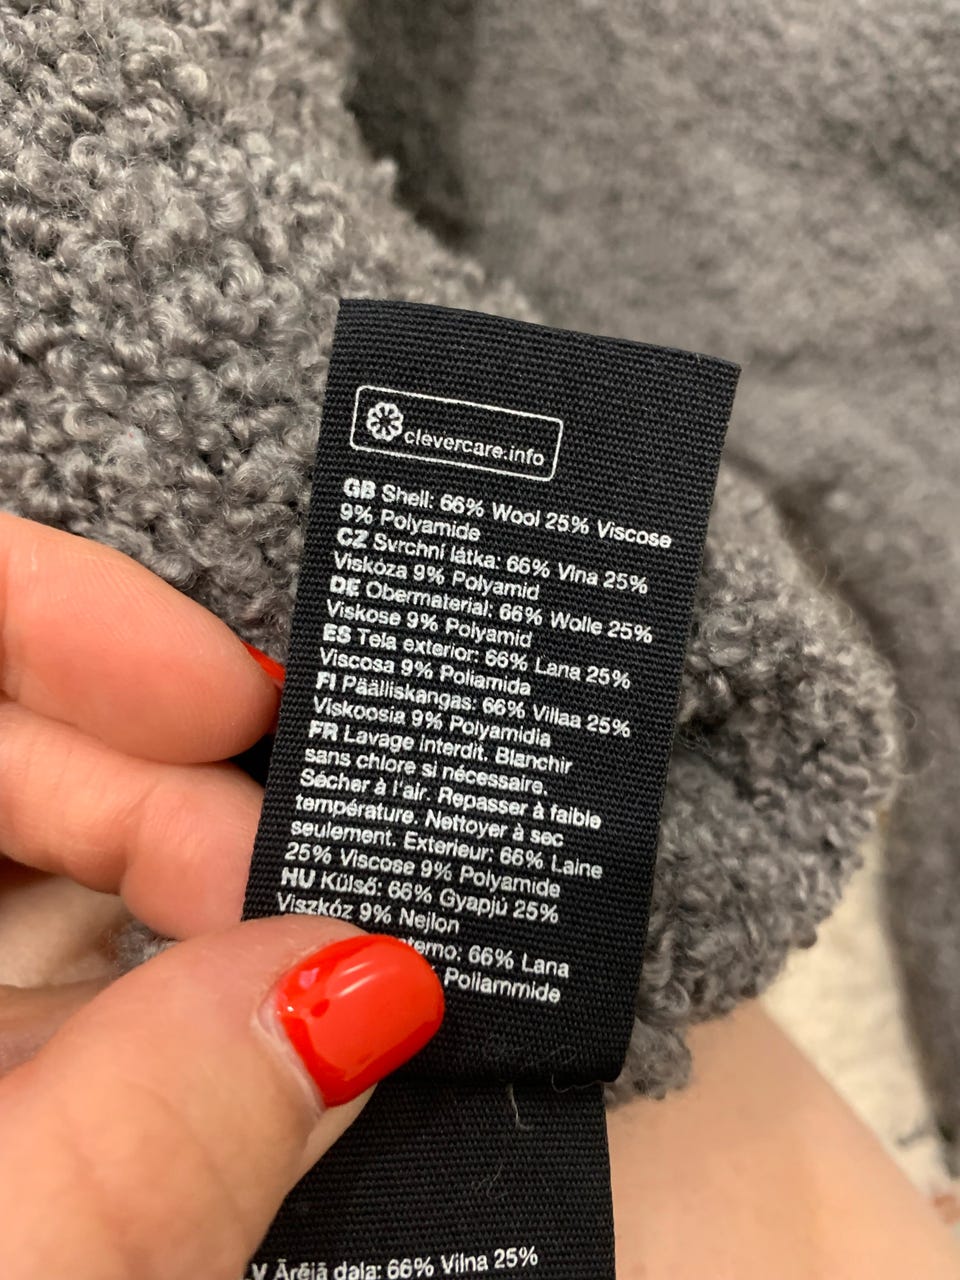 clevercare.info
GB Shell: 66% Wool 25% Viscose
9% Polyamide
CZ Svrchní látka: 66% Vlna 25%
Viskóza 9% Polyamid
DE Obermaterial: 66% Wolle 25%
Viskose 9% Polyamid
ES Tela exterior: 66% Lana 25%
Viscosa 9% Poliamida
FI Päälliskangas: 66% Villaa 25%
Viskoosia 9% Polyamidia
FR Lavage interdit. Blanchir
sans chlore si nécessaire.
Sécher à l'air. Repasser à faible
température. Nettoyer à sec
seulement. Exterieur: 66% Laine
25% Viscose 9% Polyamide
HU Külső: 66% Gyapjú 25%
Viszkóz 9% Nejlon
terno: 66% Lana
Poliammide
V Ārējā daļa: 66% Vilna 25%